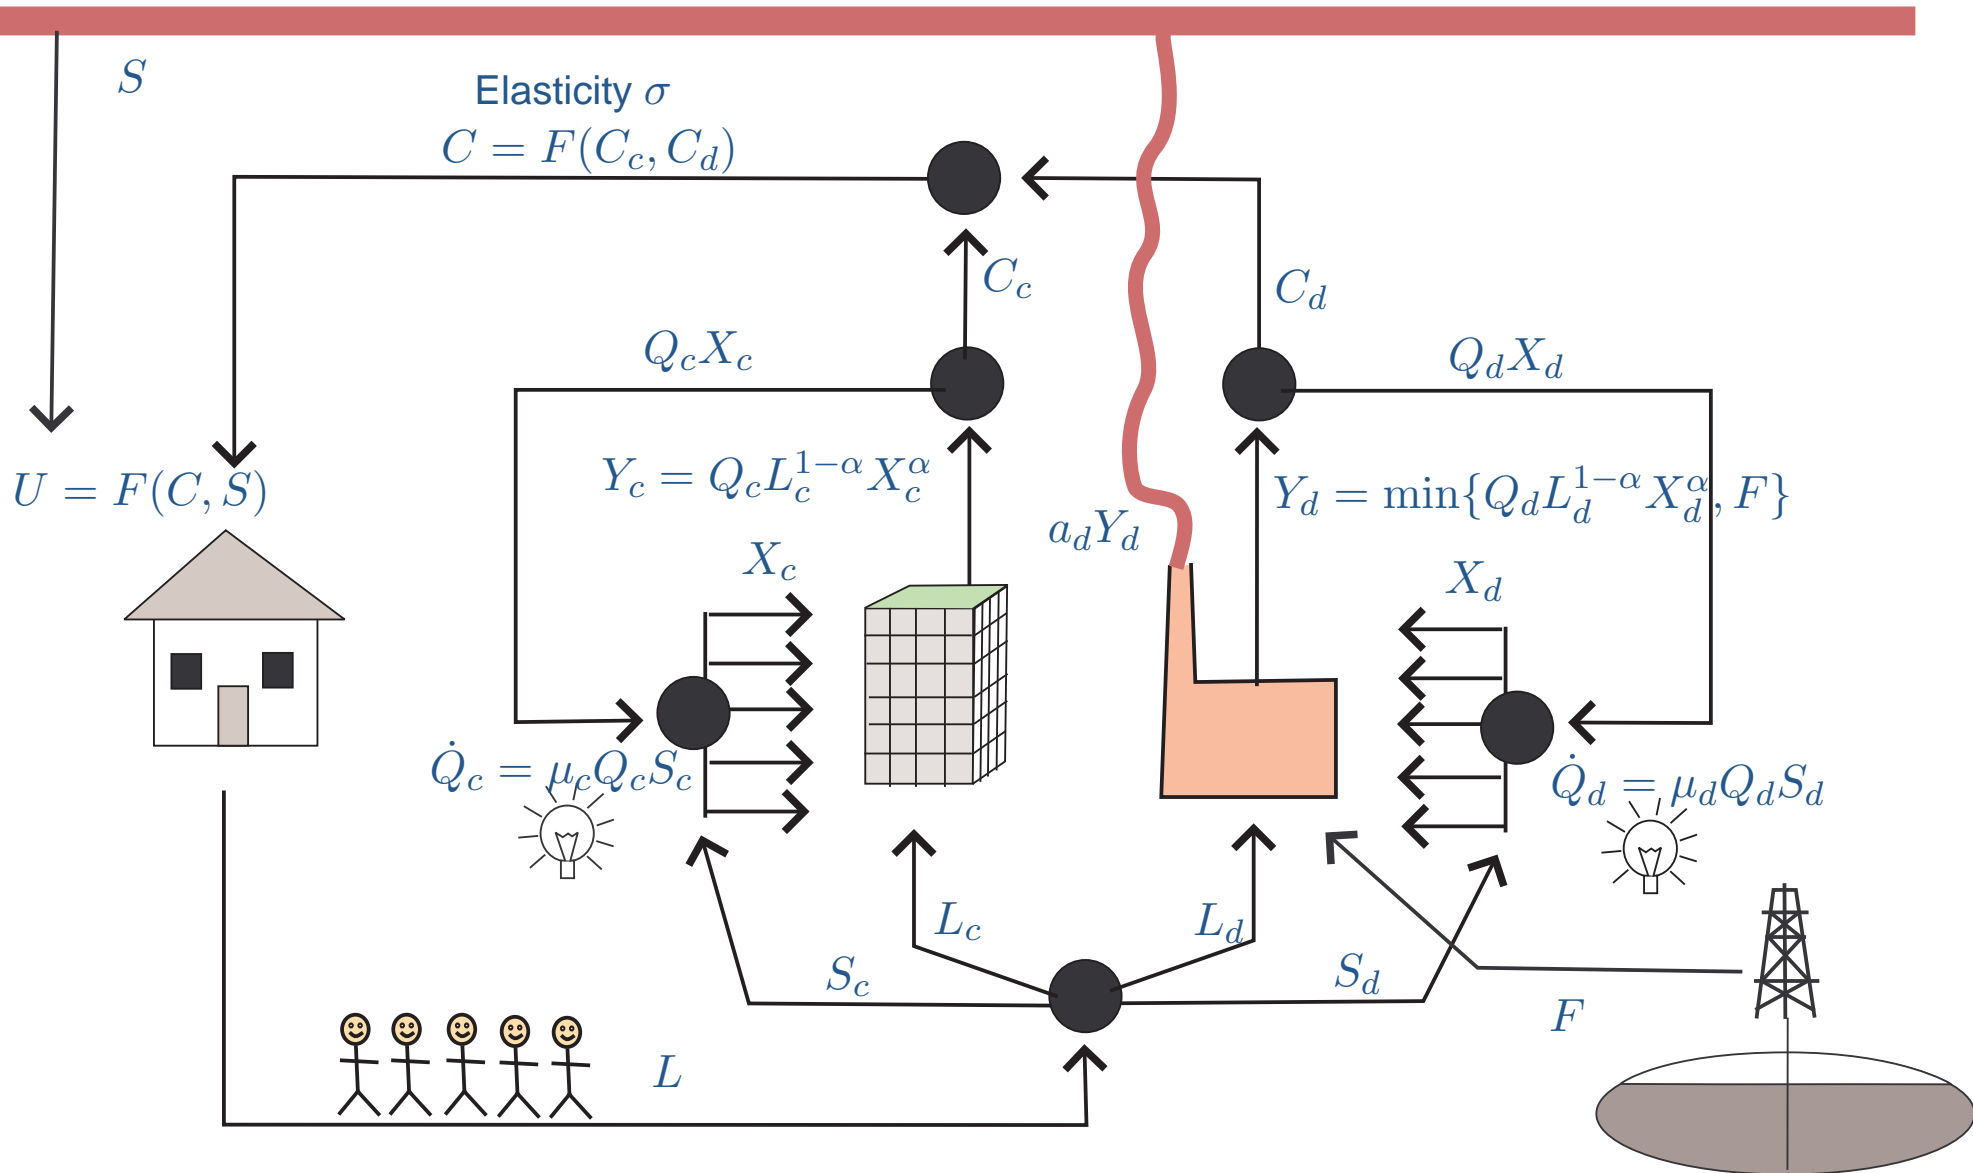 S
Elasticity σ
C = F(C_c, C_d)
C_c
C_d
Q_cX_c
Q_dX_d
U = F(C, S)
Y_c = Q_cL_c^{1−α}X_c^α
Y_d = min{Q_dL_d^{1−α}X_d^α, F}
a_dY_d
X_c
X_d
Q̇_c = μ_cQ_cS_c
Q̇_d = μ_dQ_dS_d
L_c
L_d
S_c
S_d
F
L